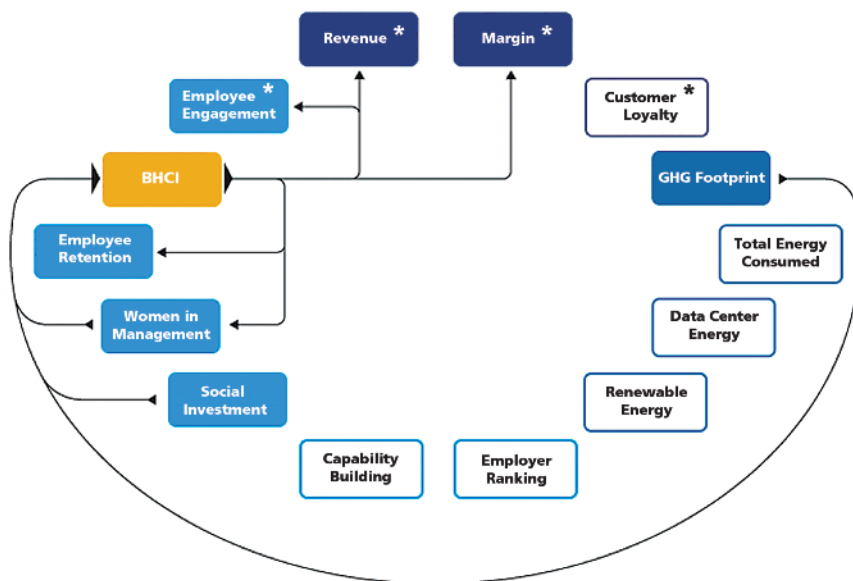 Revenue *
Margin *
Employee *
Engagement
Customer *
Loyalty
BHCI
GHG Footprint
Employee
Retention
Total Energy
Consumed
Women in
Management
Data Center
Energy
Social
Investment
Renewable
Energy
Capability
Building
Employer
Ranking